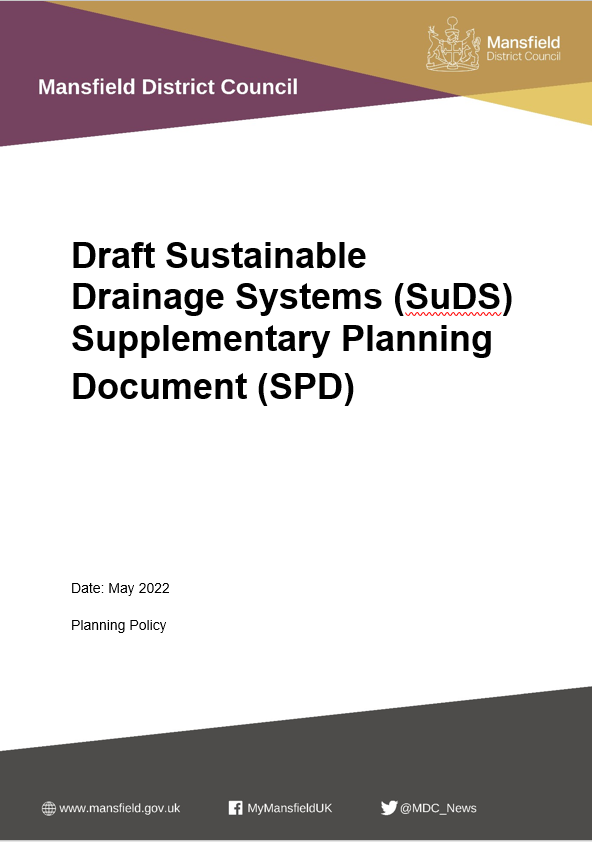 Mansfield
District Council
Mansfield District Council
Draft Sustainable
Drainage Systems (SuDS)
Supplementary Planning
Document (SPD)
Date: May 2022
Planning Policy
www.mansfield.gov.uk
MyMansfieldUK
@MDC_News